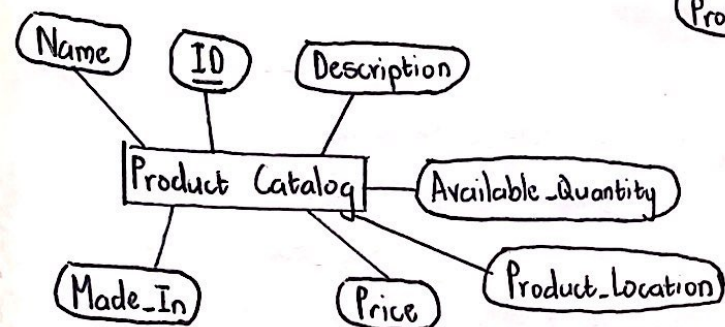 Name
ID
Description
Product Catalog
Available_Quantity
Product_Location
Made_In
Price